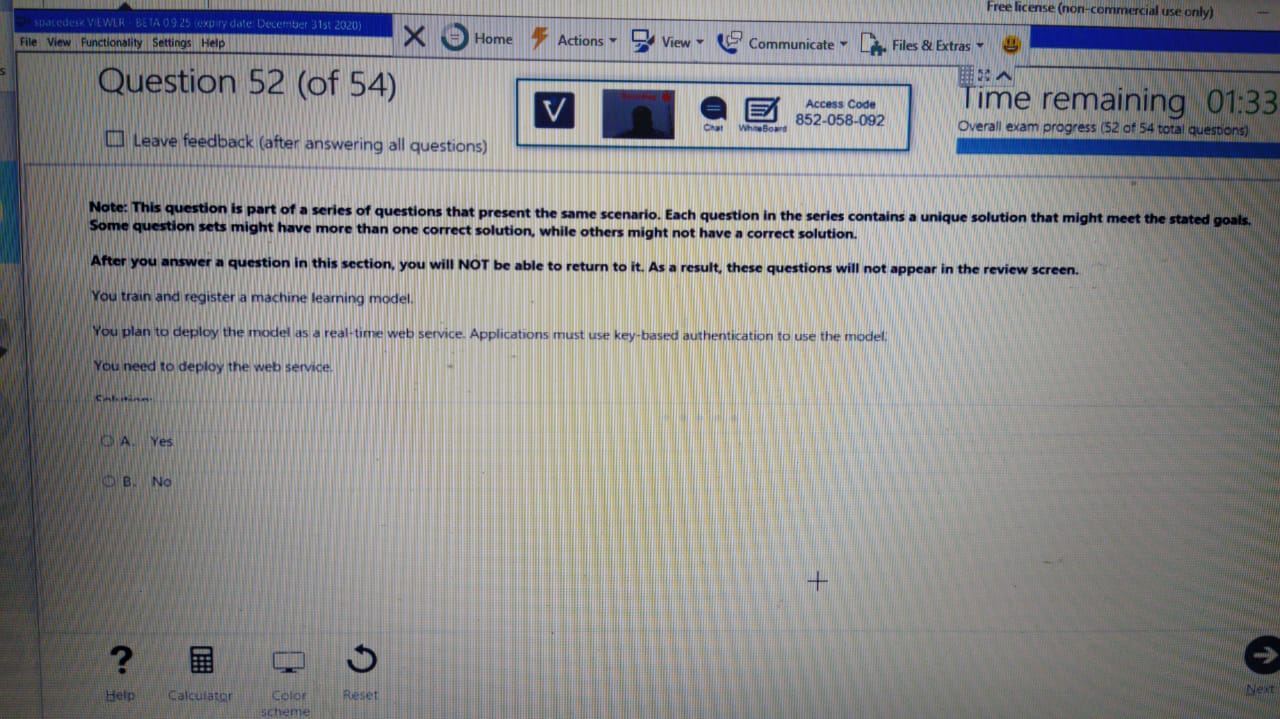 Free license (non-commercial use only)
spacedesk VIEWER - BETA 0.9.25 (expiry date: December 31st 2020)
File View Functionality Settings Help
Home Actions View Communicate Files & Extras
Question 52 (of 54)
Leave feedback (after answering all questions)
V
Chat
WhiteBoard
Access Code
852-058-092
Time remaining 01:33
Overall exam progress (52 of 54 total questions)
Note: This question is part of a series of questions that present the same scenario. Each question in the series contains a unique solution that might meet the stated goals.
Some question sets might have more than one correct solution, while others might not have a correct solution.
After you answer a question in this section, you will NOT be able to return to it. As a result, these questions will not appear in the review screen.
You train and register a machine learning model.
You plan to deploy the model as a real-time web service. Applications must use key-based authentication to use the model.
You need to deploy the web service.
A. Yes
B. No
? 
Help
Calculator
Color
scheme
Reset
Next